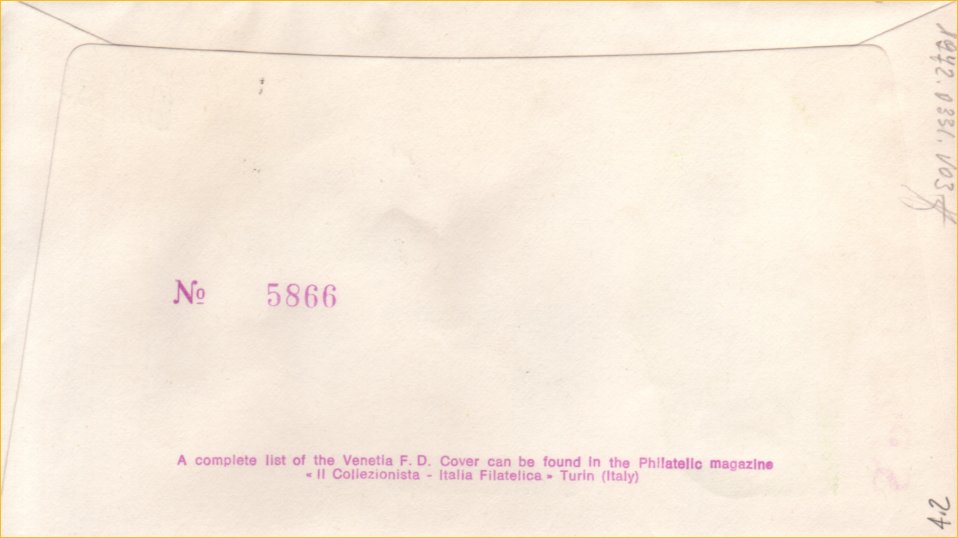 № 5866
A complete list of the Venetia F. D. Cover can be found in the Philatelic magazine
« Il Collezionista - Italia Filatelica » Turin (Italy)
4.2